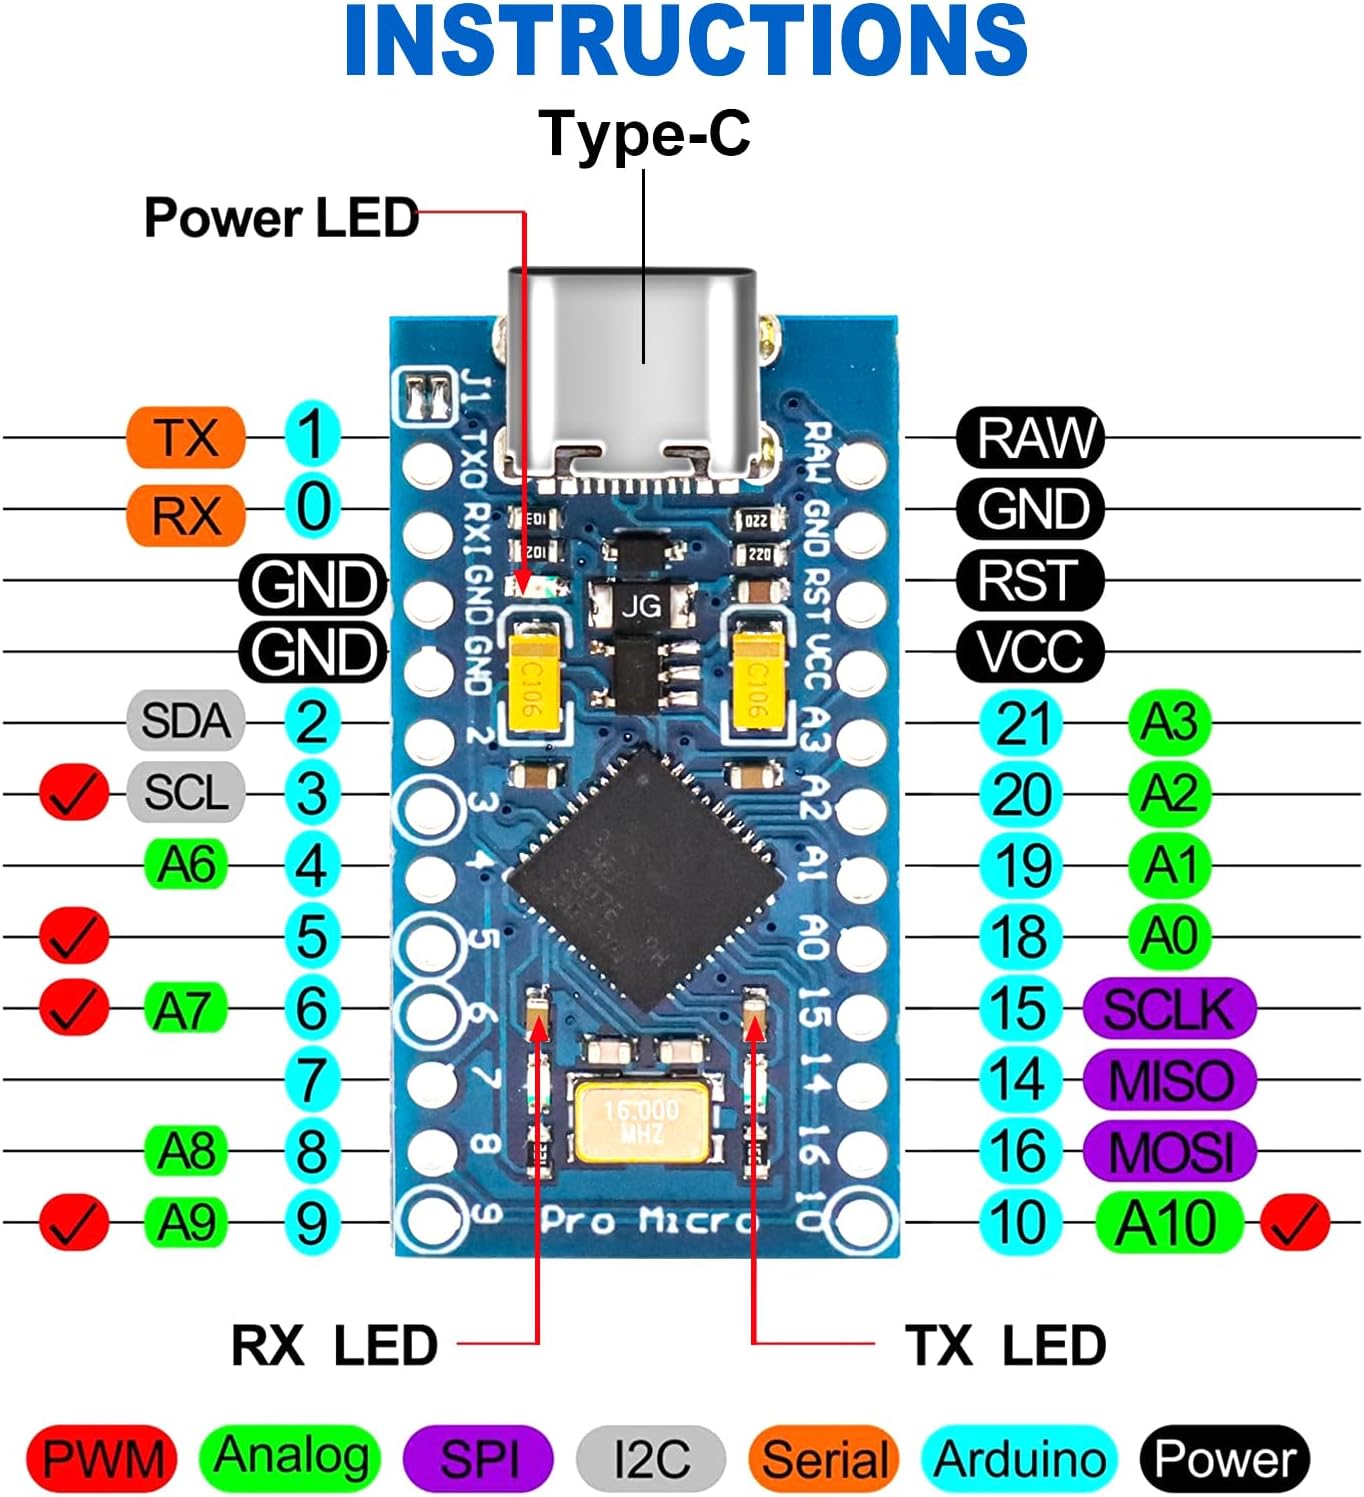 INSTRUCTIONS
Type-C
Power LED
J1
TX 1 TXO RAW RAW
RX 0 RXI GND GND
GND GND RST RST
GND GND VCC VCC
SDA 2 2 A3 21 A3
SCL 3 3 A2 20 A2
A6 4 4 A1 19 A1
5 5 A0 18 A0
A7 6 6 15 15 SCLK
7 7 14 14 MISO
A8 8 8 16 16 MOSI
A9 9 9 10 10 A10
103 220
102 220
JG
C106 C106
16.000
MHZ
Pro Micro
RX LED TX LED
PWM Analog SPI I2C Serial Arduino Power